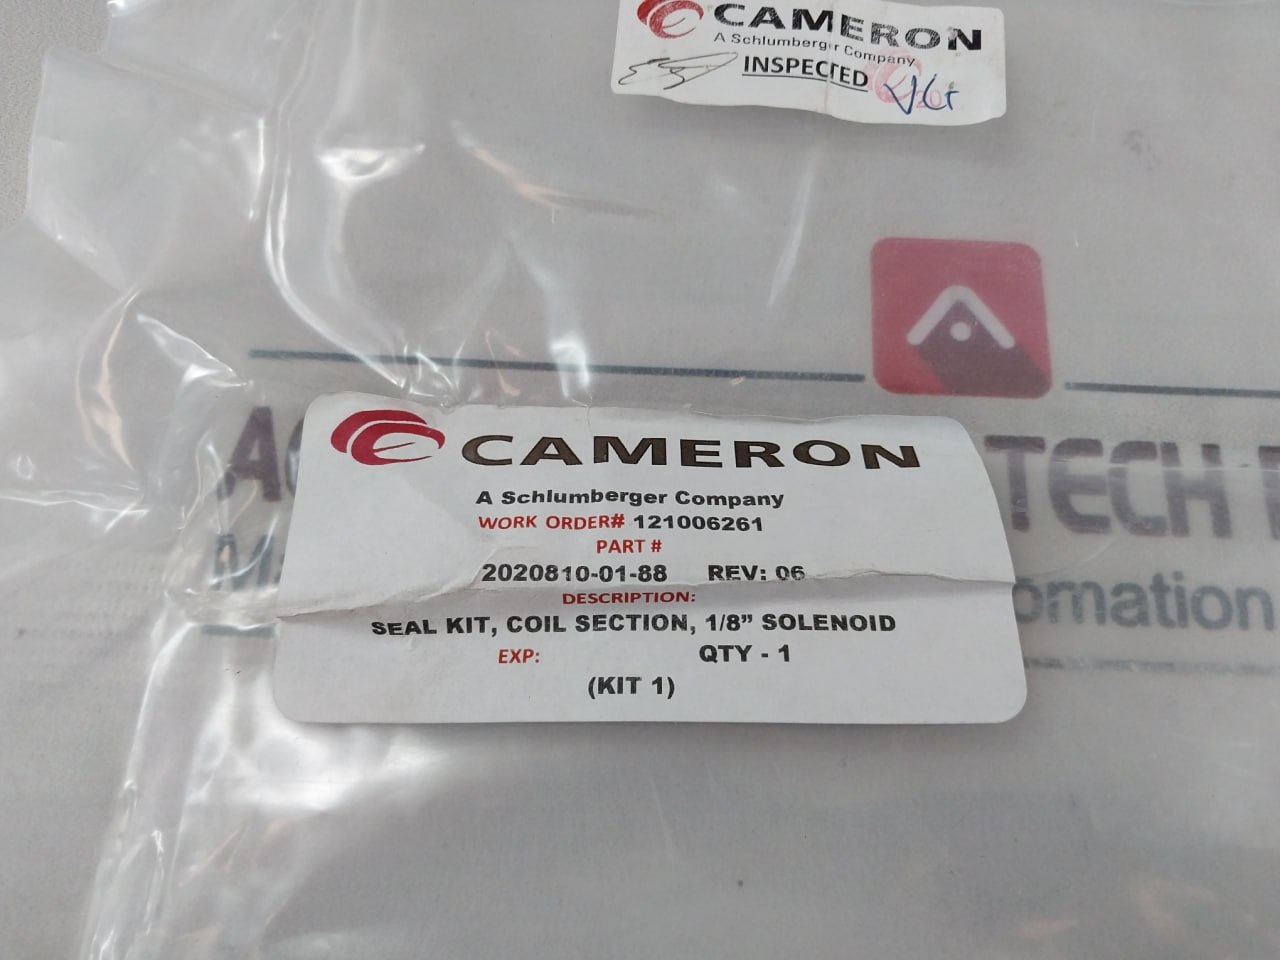 CAMERON
A Schlumberger Company
INSPECTED
CAMERON
A Schlumberger Company
WORK ORDER# 121006261
PART #
2020810-01-88 REV: 06
DESCRIPTION:
SEAL KIT, COIL SECTION, 1/8” SOLENOID
EXP: QTY - 1
(KIT 1)
TECH